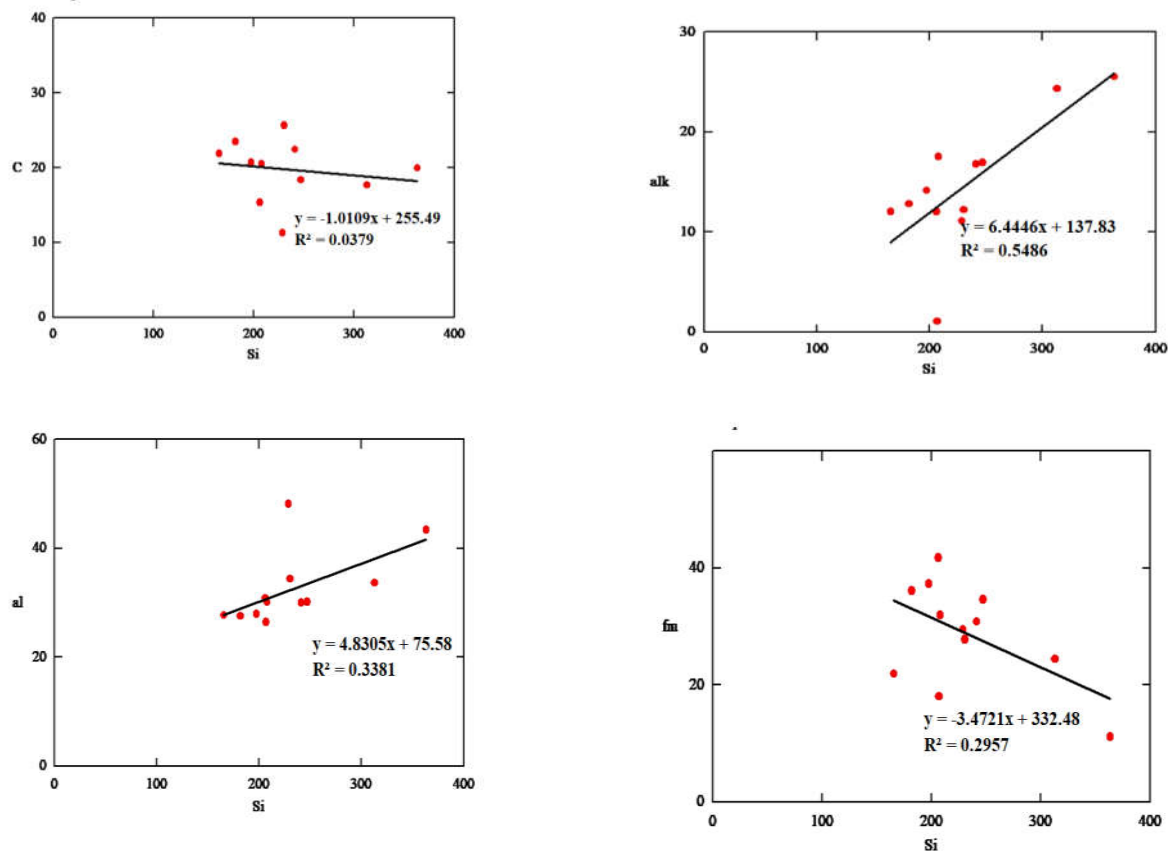 40
30
20
10
0
C
0 100 200 300 400
Si
y = -1.0109x + 255.49
R² = 0.0379
30
20
10
0
alk
0 100 200 300 400
Si
y = 6.4446x + 137.83
R² = 0.5486
60
40
20
0
al
0 100 200 300 400
Si
y = 4.8305x + 75.58
R² = 0.3381
40
20
0
fm
0 100 200 300 400
Si
y = -3.4721x + 332.48
R² = 0.2957